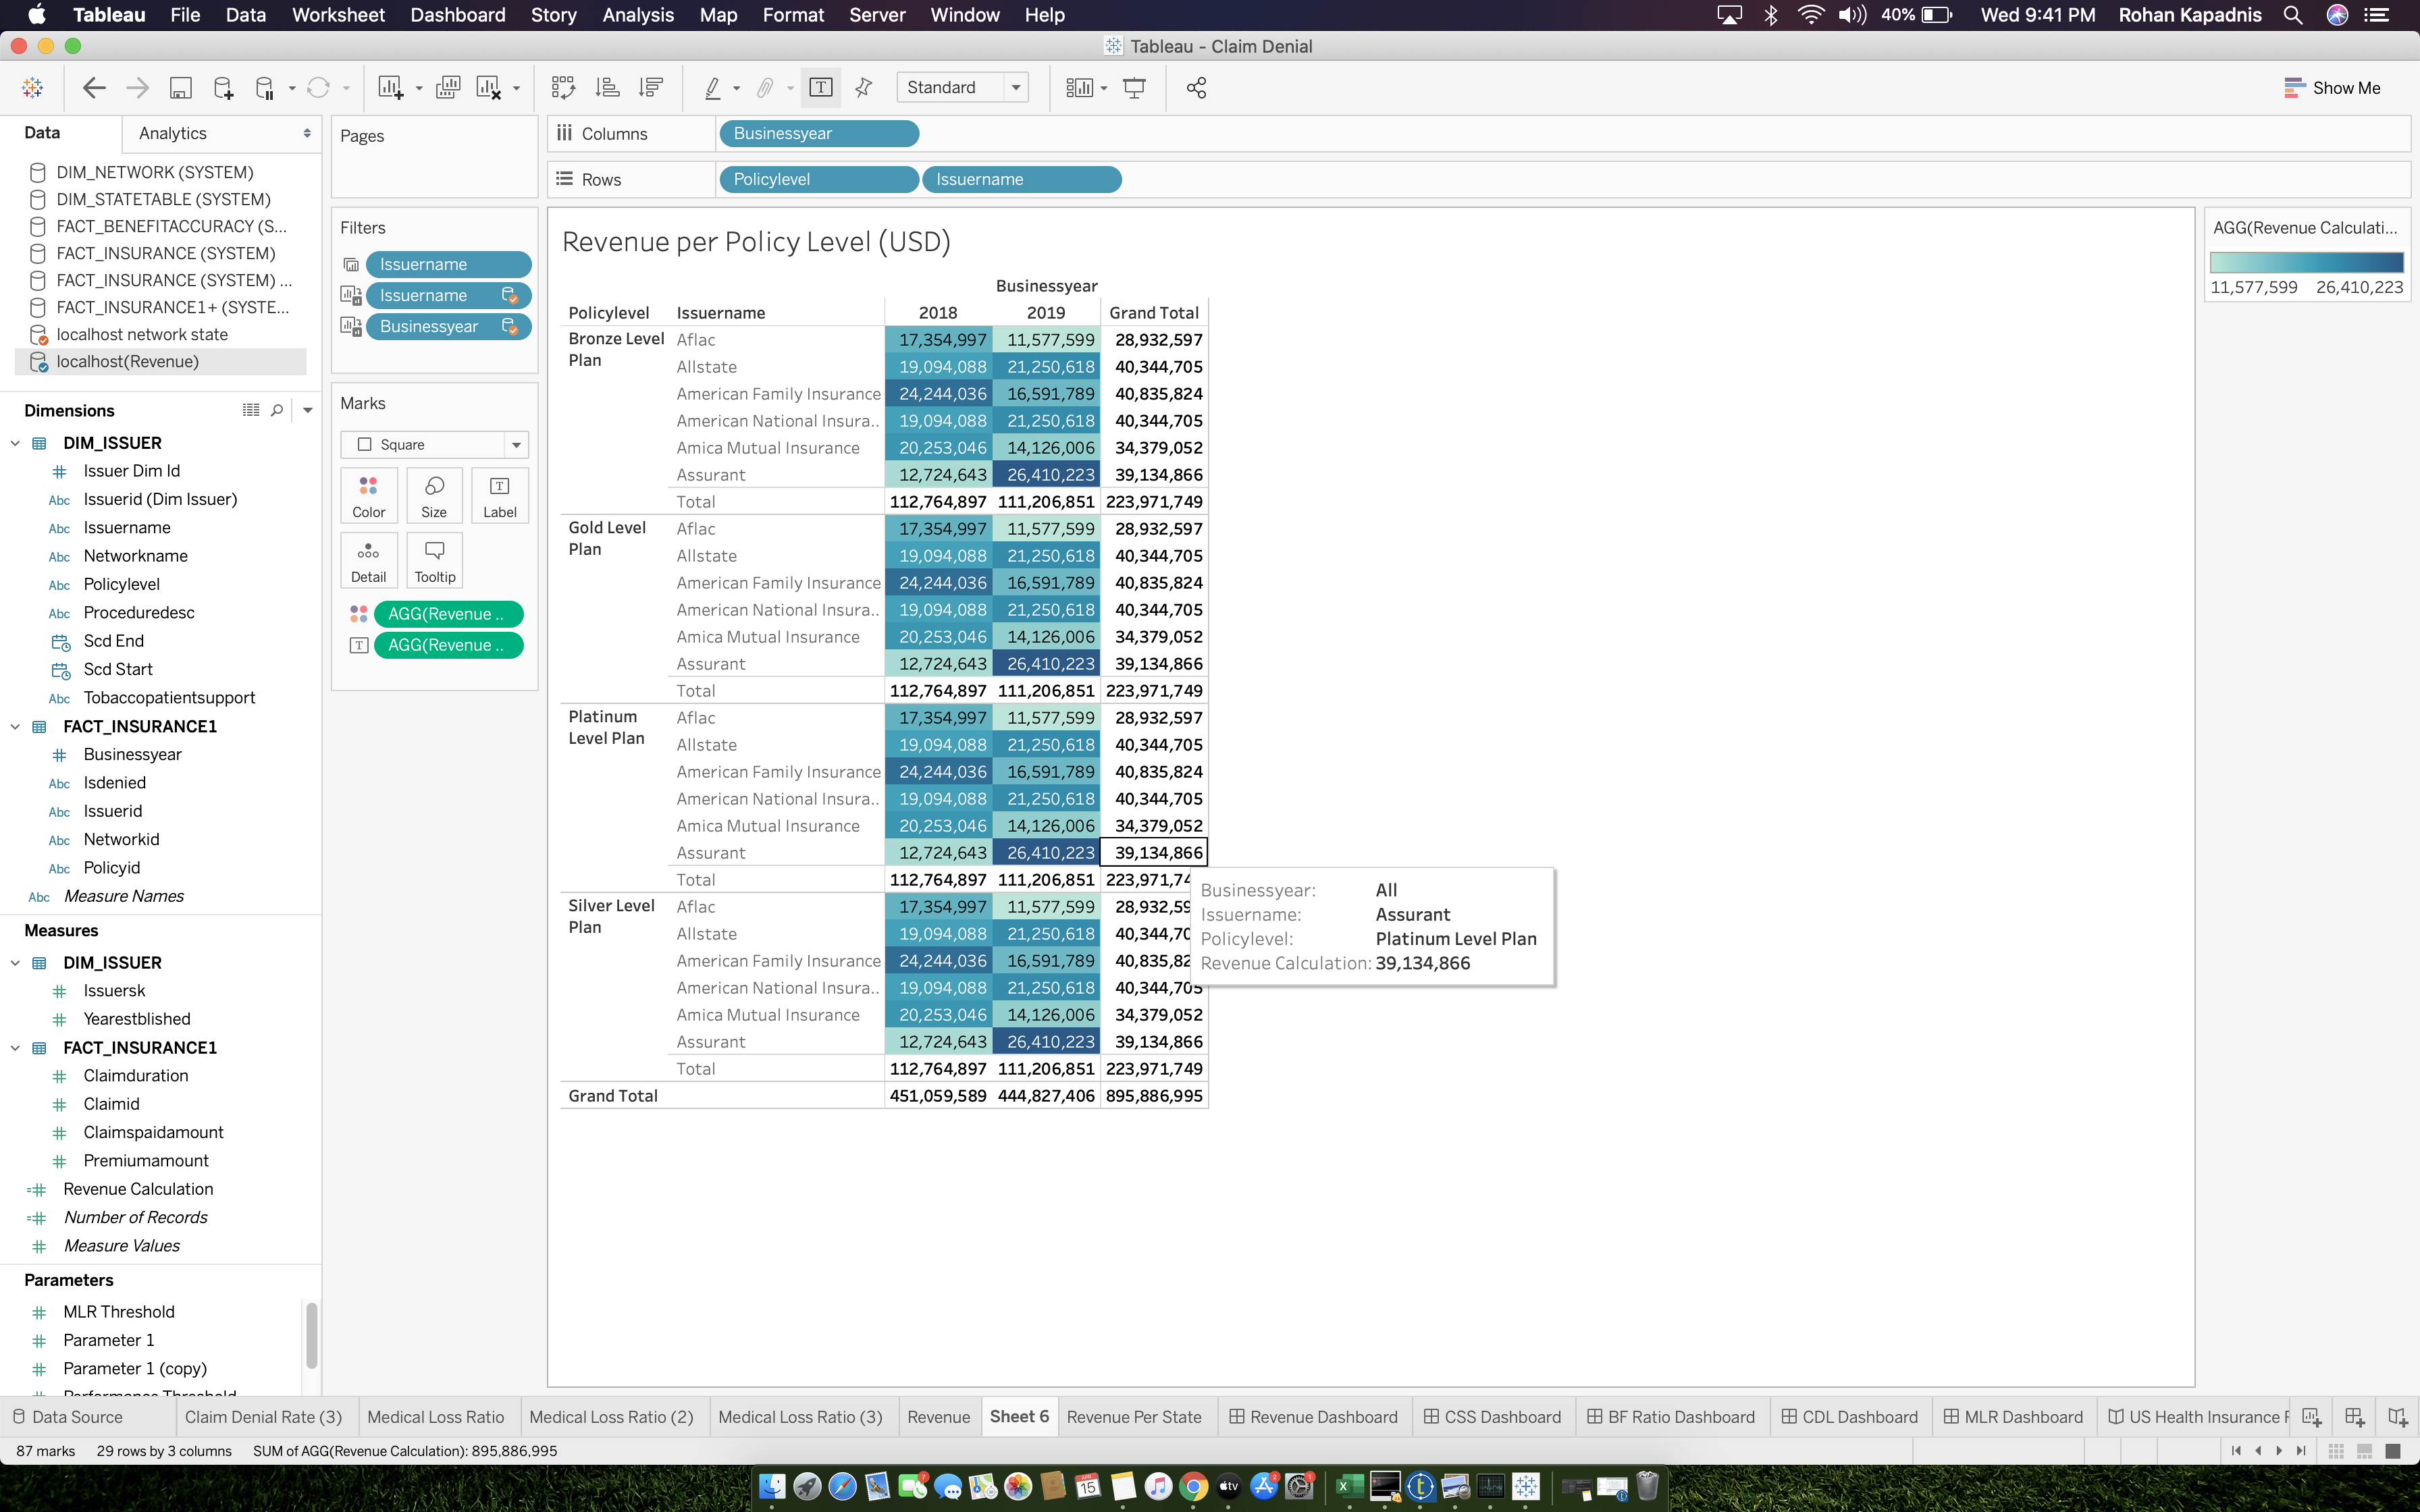 Tableau File Data Worksheet Dashboard Story Analysis Map Format Server Window Help 40% Wed 9:41 PM Rohan Kapadnis
Tableau - Claim Denial
Standard Show Me
Data Analytics
DIM_NETWORK (SYSTEM)
DIM_STATETABLE (SYSTEM)
FACT_BENEFITACCURACY (S...
FACT_INSURANCE (SYSTEM)
FACT_INSURANCE (SYSTEM) ...
FACT_INSURANCE1+ (SYSTE...
localhost network state
localhost(Revenue)
Dimensions
DIM_ISSUER
# Issuer Dim Id
Abc Issuerid (Dim Issuer)
Abc Issuername
Abc Networkname
Abc Policylevel
Abc Proceduredesc
Scd End
Scd Start
Abc Tobaccopatientsupport
FACT_INSURANCE1
# Businessyear
Abc Isdenied
Abc Issuerid
Abc Networkid
Abc Policyid
Abc Measure Names
Measures
DIM_ISSUER
# Issuersk
# Yearestblished
FACT_INSURANCE1
# Claimduration
# Claimid
# Claimspaidamount
# Premiumamount
=# Revenue Calculation
=# Number of Records
# Measure Values
Parameters
# MLR Threshold
# Parameter 1
# Parameter 1 (copy)
Pages
Filters
Issuername
Issuername
Businessyear
Marks
Square
Color Size T Label
Detail Tooltip
AGG(Revenue ..
T AGG(Revenue ..
Columns Businessyear
Rows Policylevel Issuername
Revenue per Policy Level (USD)
Businessyear
Policylevel Issuername 2018 2019 Grand Total
Bronze Level Plan Aflac 17,354,997 11,577,599 28,932,597
Allstate 19,094,088 21,250,618 40,344,705
American Family Insurance 24,244,036 16,591,789 40,835,824
American National Insura.. 19,094,088 21,250,618 40,344,705
Amica Mutual Insurance 20,253,046 14,126,006 34,379,052
Assurant 12,724,643 26,410,223 39,134,866
Total 112,764,897 111,206,851 223,971,749
Gold Level Plan Aflac 17,354,997 11,577,599 28,932,597
Allstate 19,094,088 21,250,618 40,344,705
American Family Insurance 24,244,036 16,591,789 40,835,824
American National Insura.. 19,094,088 21,250,618 40,344,705
Amica Mutual Insurance 20,253,046 14,126,006 34,379,052
Assurant 12,724,643 26,410,223 39,134,866
Total 112,764,897 111,206,851 223,971,749
Platinum Level Plan Aflac 17,354,997 11,577,599 28,932,597
Allstate 19,094,088 21,250,618 40,344,705
American Family Insurance 24,244,036 16,591,789 40,835,824
American National Insura.. 19,094,088 21,250,618 40,344,705
Amica Mutual Insurance 20,253,046 14,126,006 34,379,052
Assurant 12,724,643 26,410,223 39,134,866
Total 112,764,897 111,206,851 223,971,74
Silver Level Plan Aflac 17,354,997 11,577,599 28,932,59
Allstate 19,094,088 21,250,618 40,344,70
American Family Insurance 24,244,036 16,591,789 40,835,82
American National Insura.. 19,094,088 21,250,618 40,344,705
Amica Mutual Insurance 20,253,046 14,126,006 34,379,052
Assurant 12,724,643 26,410,223 39,134,866
Total 112,764,897 111,206,851 223,971,749
Grand Total 451,059,589 444,827,406 895,886,995
Businessyear: All
Issuername: Assurant
Policylevel: Platinum Level Plan
Revenue Calculation: 39,134,866
AGG(Revenue Calculati...
11,577,599 26,410,223
Data Source Claim Denial Rate (3) Medical Loss Ratio Medical Loss Ratio (2) Medical Loss Ratio (3) Revenue Sheet 6 Revenue Per State Revenue Dashboard CSS Dashboard BF Ratio Dashboard CDL Dashboard MLR Dashboard US Health Insurance
87 marks 29 rows by 3 columns SUM of AGG(Revenue Calculation): 895,886,995